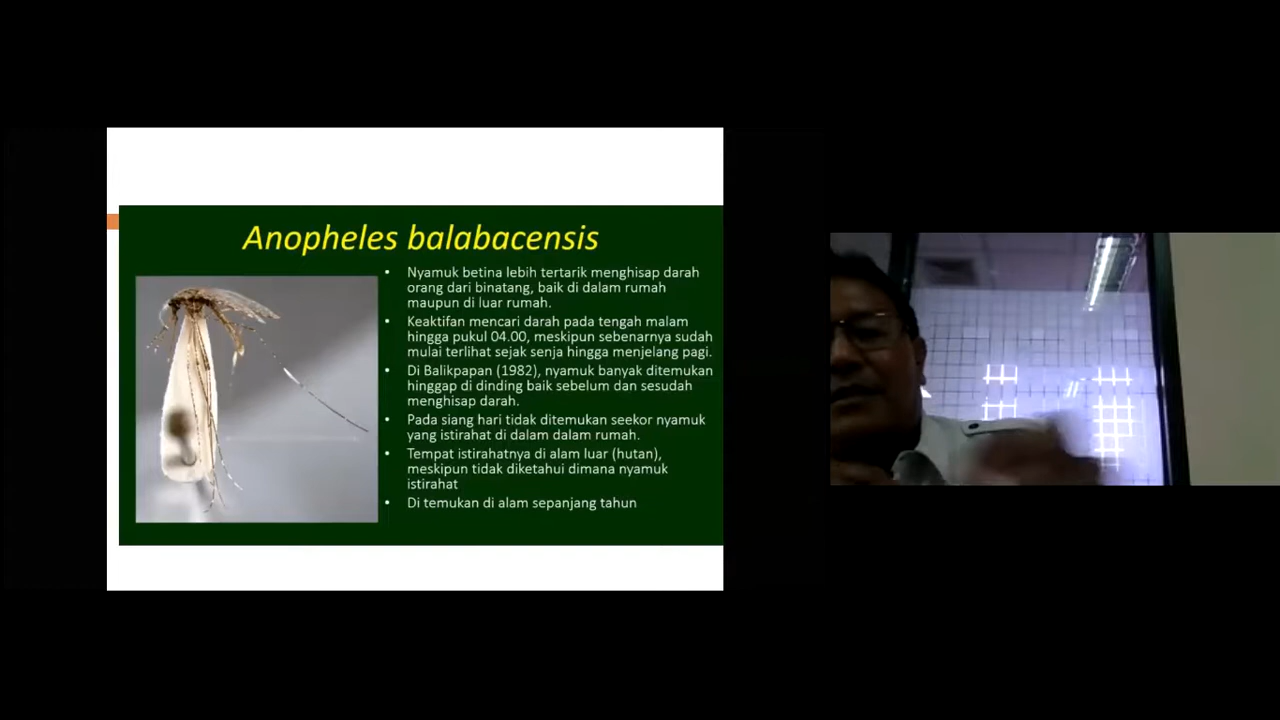 Anopheles balabacensis
• Nyamuk betina lebih tertarik menghisap darah
orang dari binatang, baik di dalam rumah
maupun di luar rumah.
• Keaktifan mencari darah pada tengah malam
hingga pukul 04.00, meskipun sebenarnya sudah
mulai terlihat sejak senja hingga menjelang pagi.
• Di Balikpapan (1982), nyamuk banyak ditemukan
hinggap di dinding baik sebelum dan sesudah
menghisap darah.
• Pada siang hari tidak ditemukan seekor nyamuk
yang istirahat di dalam dalam rumah.
• Tempat istirahatnya di alam luar (hutan),
meskipun tidak diketahui dimana nyamuk
istirahat
• Di temukan di alam sepanjang tahun